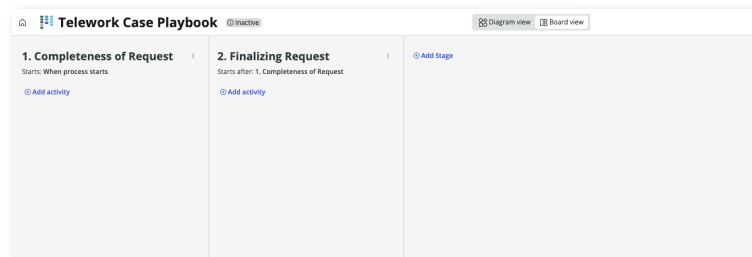 Telework Case Playbook
Inactive
Diagram view
Board view
1. Completeness of Request
Starts: When process starts
Add activity
2. Finalizing Request
Starts after: 1. Completeness of Request
Add activity
Add Stage